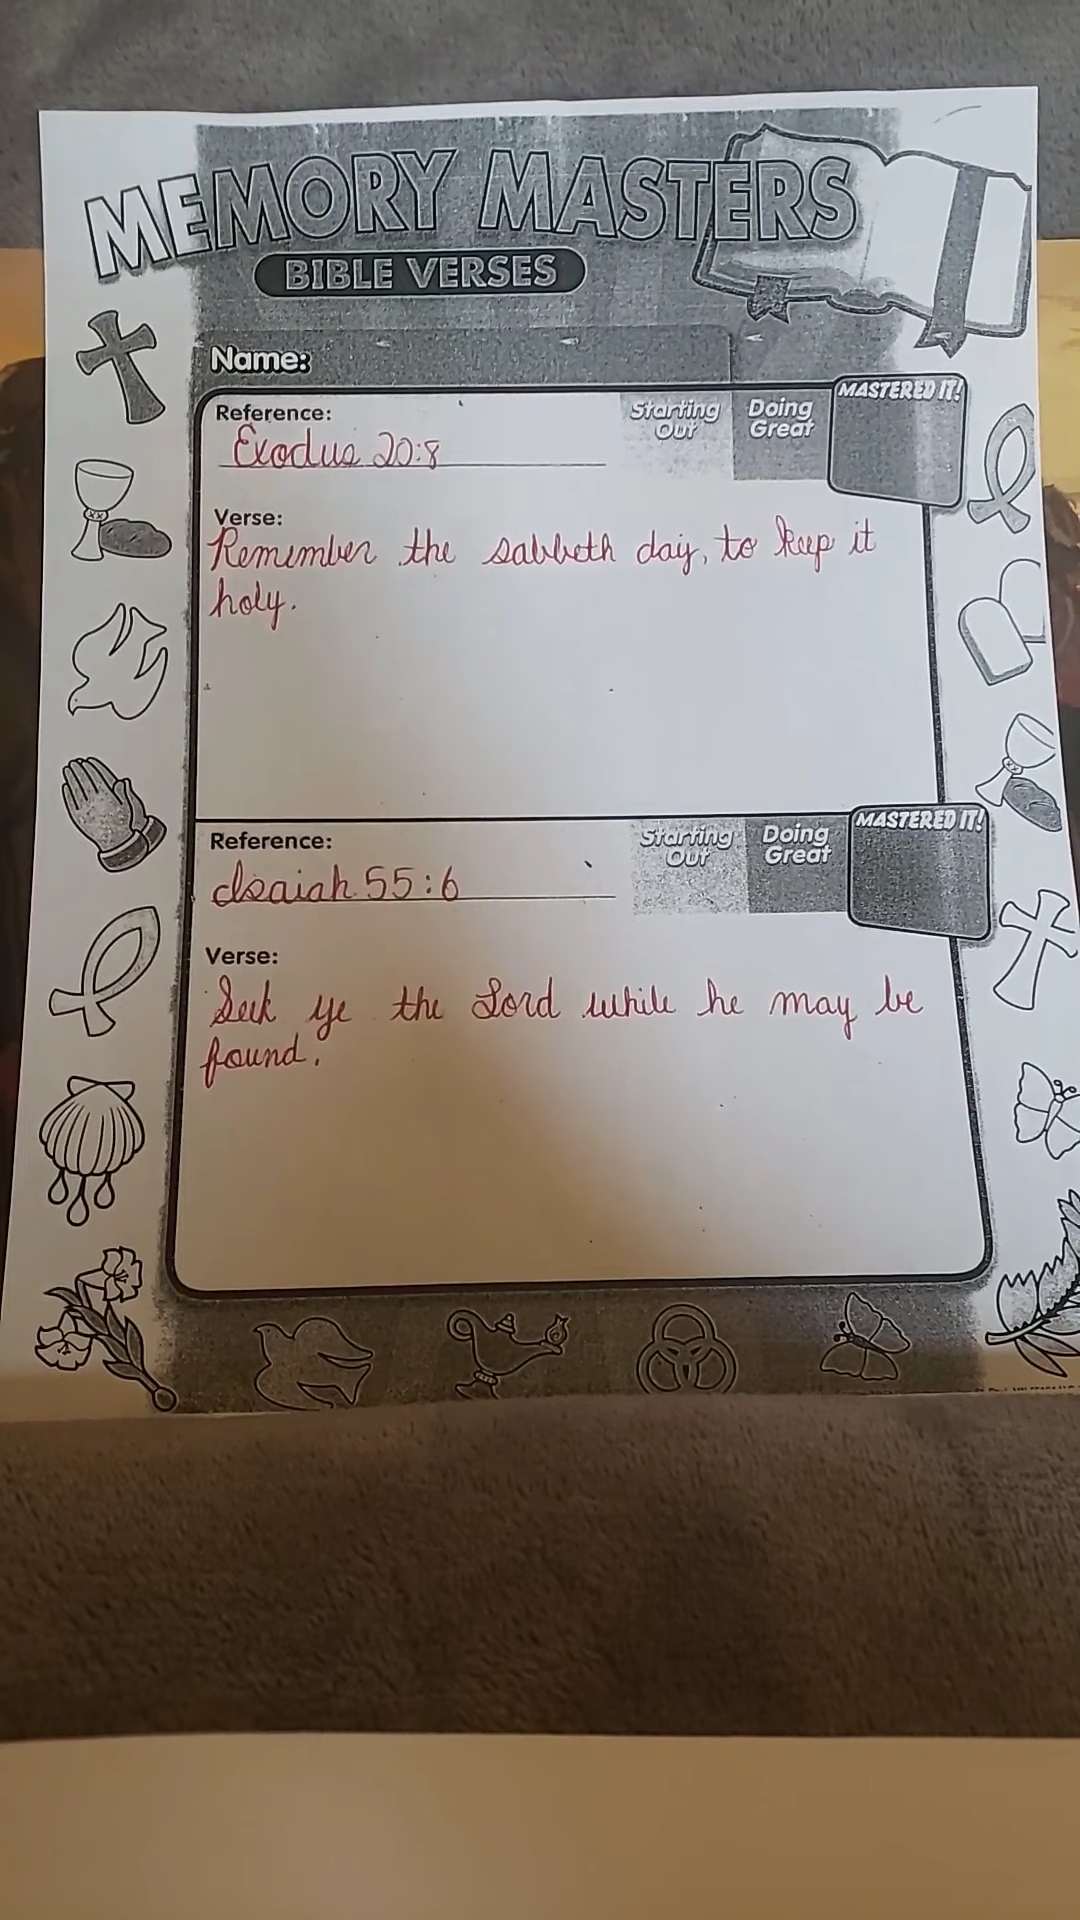 MEMORY MASTERS
BIBLE VERSES
Name:
Reference:
Starting Out
Doing Great
MASTERED IT!
Exodus 20:8
Verse:
Remember the sabbeth day, to keep it
holy.
Reference:
Starting Out
Doing Great
MASTERED IT!
Isaiah 55:6
Verse:
Seek ye the Lord while he may be
found.